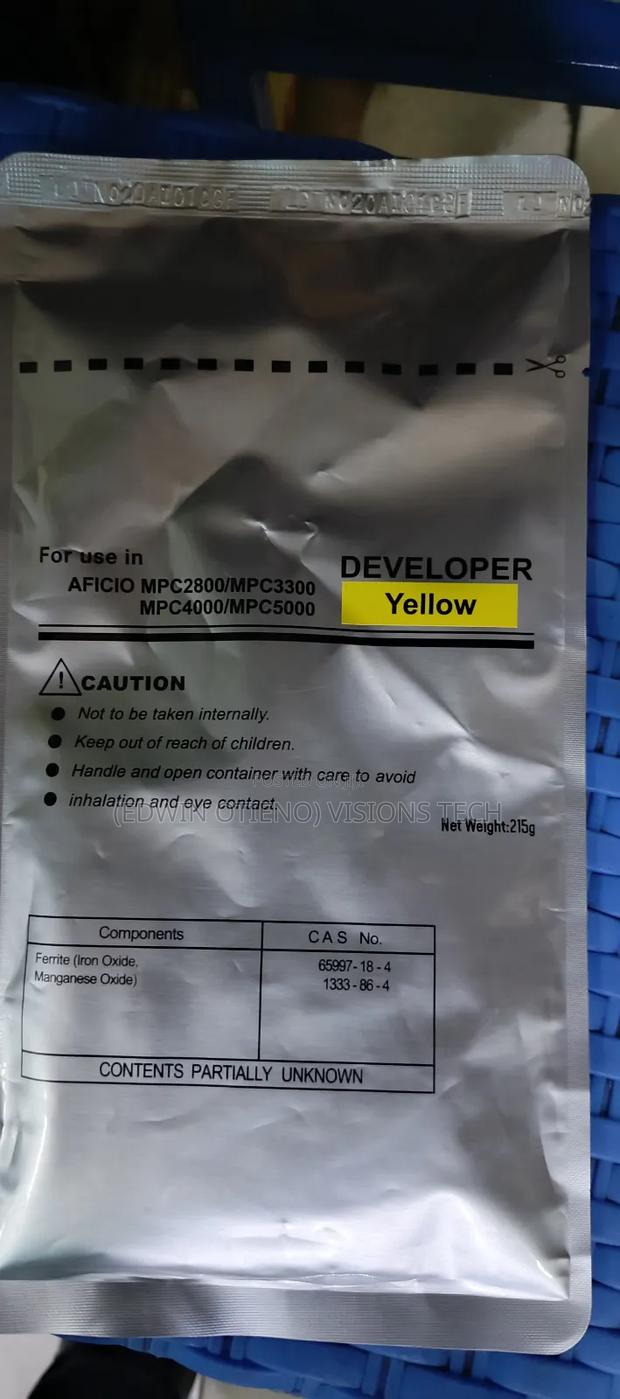 For use in
AFICIO MPC2800/MPC3300
MPC4000/MPC5000
DEVELOPER
Yellow
CAUTION
● Not to be taken internally.
● Keep out of reach of children.
● Handle and open container with care to avoid
● inhalation and eye contact.
(EDWIN OTIENO) VISIONS TECH
Net Weight:215g
Components CAS No.
Ferrite (Iron Oxide, 65997-18-4
Manganese Oxide) 1333-86-4
CONTENTS PARTIALLY UNKNOWN